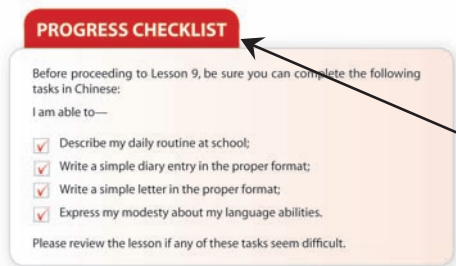 PROGRESS CHECKLIST
Before proceeding to Lesson 9, be sure you can complete the following
tasks in Chinese:
I am able to—
Describe my daily routine at school;
Write a simple diary entry in the proper format;
Write a simple letter in the proper format;
Express my modesty about my language abilities.
Please review the lesson if any of these tasks seem difficult.